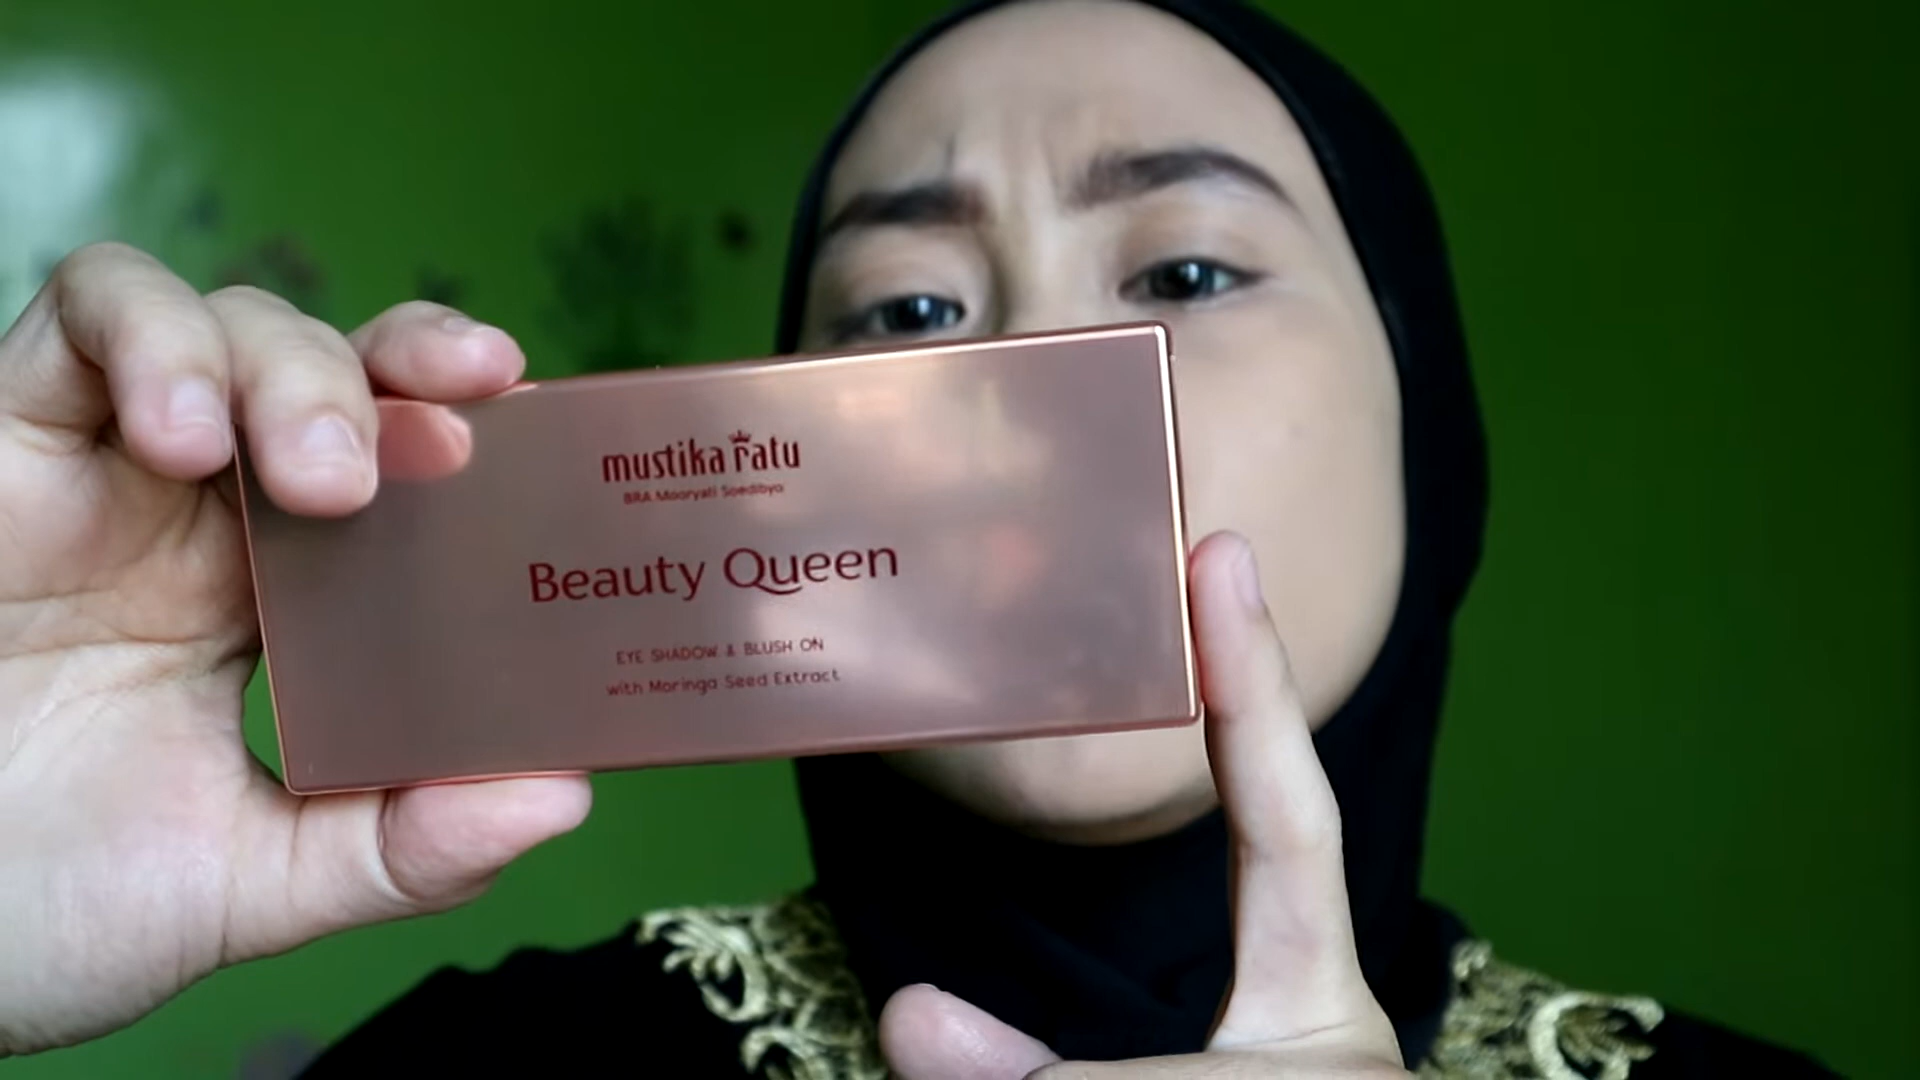 mustika ratu
BRA Mooryati Soedibyo
Beauty Queen
EYE SHADOW & BLUSH ON
with Moringa Seed Extract